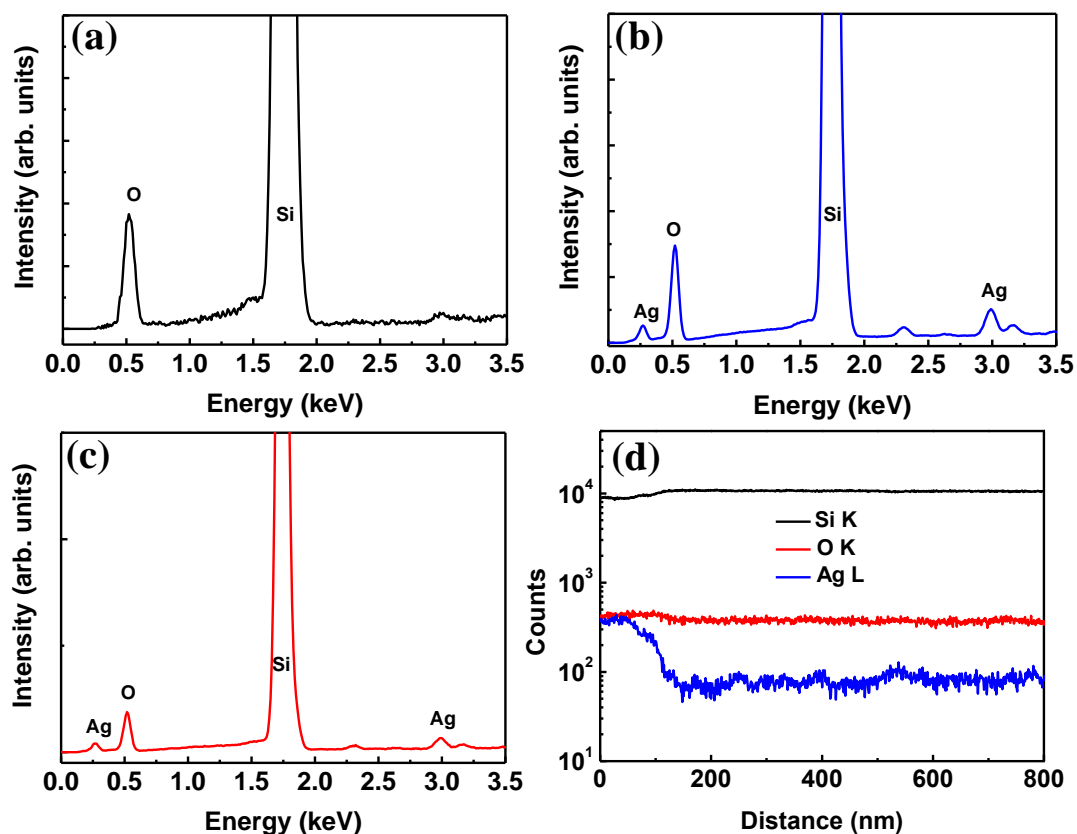 (a)
Intensity (arb. units)
O
Si
0.0 0.5 1.0 1.5 2.0 2.5 3.0 3.5
Energy (keV)
(b)
Intensity (arb. units)
Ag
O
Si
Ag
0.0 0.5 1.0 1.5 2.0 2.5 3.0 3.5
Energy (keV)
(c)
Intensity (arb. units)
Ag
O
Si
Ag
0.0 0.5 1.0 1.5 2.0 2.5 3.0 3.5
Energy (keV)
(d)
Counts
10^4
10^3
10^2
10^1
Si K
O K
Ag L
0 200 400 600 800
Distance (nm)